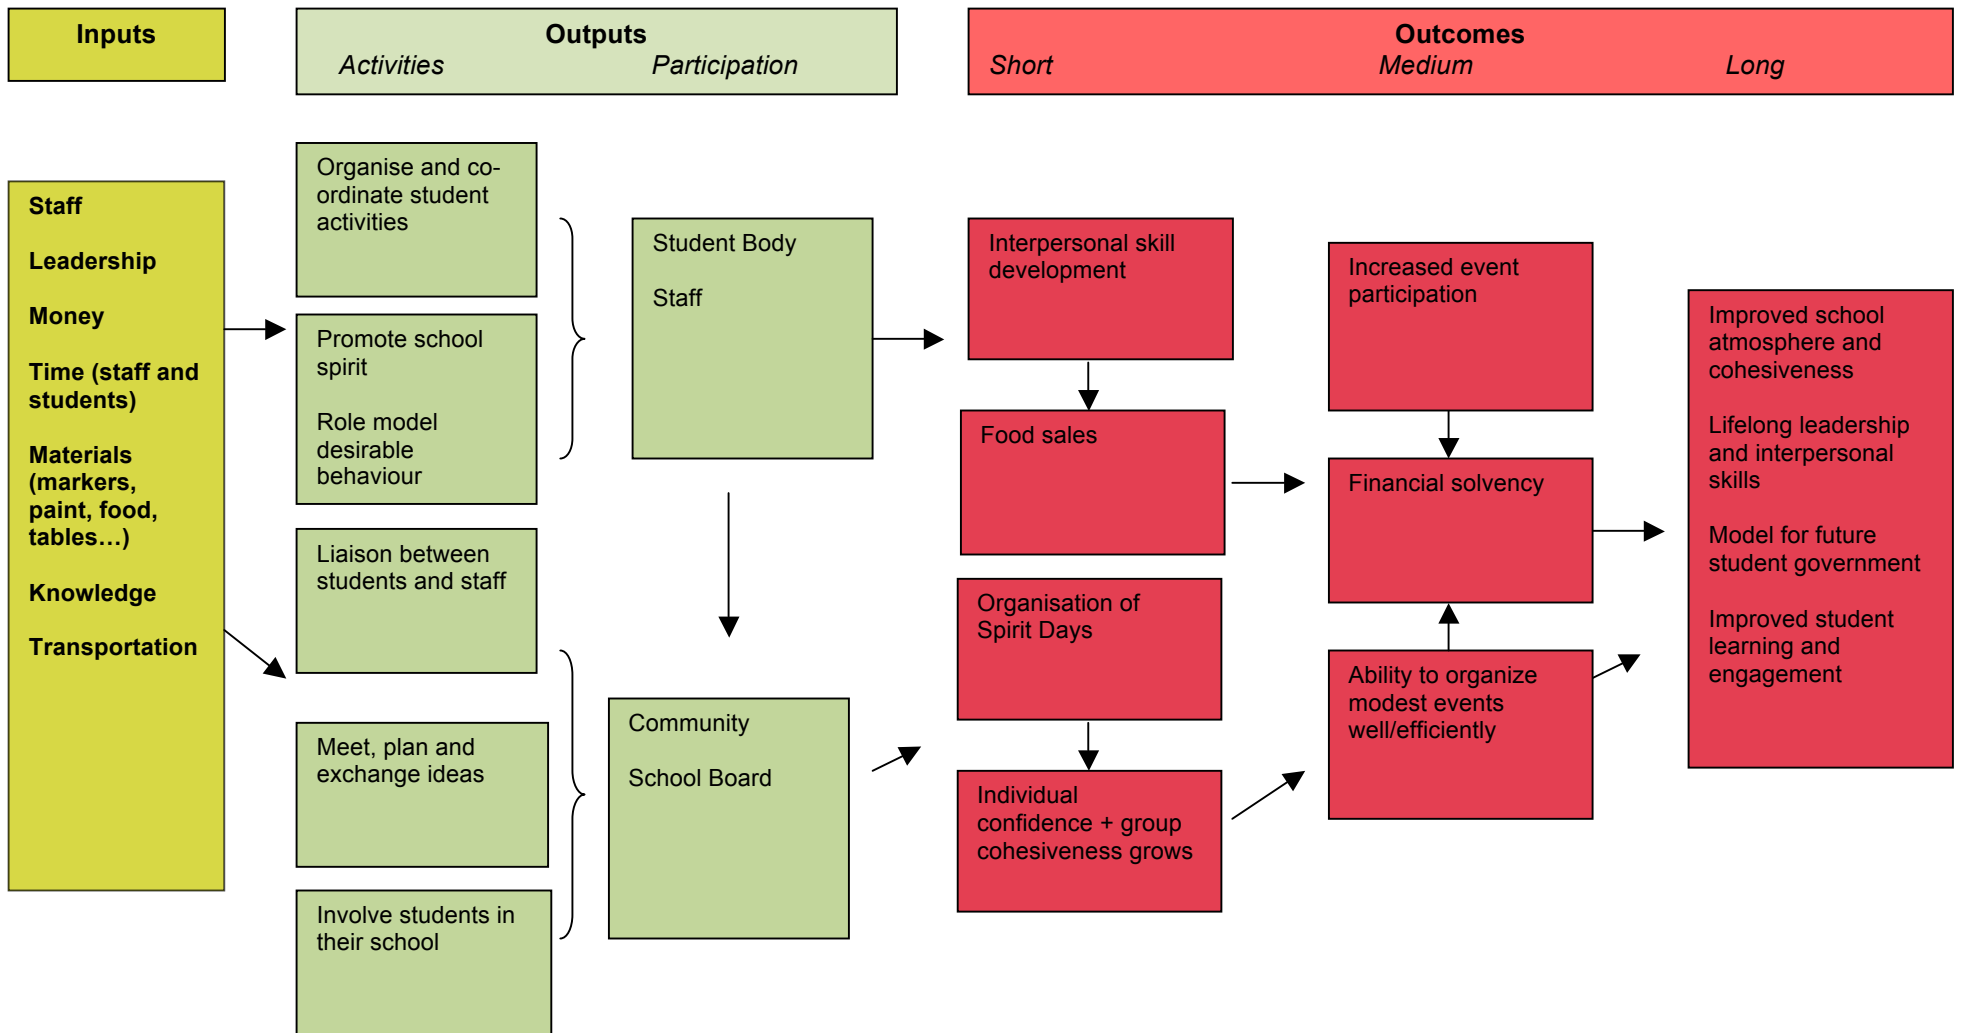 Inputs
Outputs
Activities Participation
Outcomes
Short Medium Long
Staff
Leadership
Money
Time (staff and
students)
Materials
(markers,
paint, food,
tables…)
Knowledge
Transportation
Organise and co-
ordinate student
activities
Promote school
spirit
Role model
desirable
behaviour
Liaison between
students and staff
Meet, plan and
exchange ideas
Involve students in
their school
Student Body
Staff
Community
School Board
Interpersonal skill
development
Food sales
Organisation of
Spirit Days
Individual
confidence + group
cohesiveness grows
Increased event
participation
Financial solvency
Ability to organize
modest events
well/efficiently
Improved school
atmosphere and
cohesiveness
Lifelong leadership
and interpersonal
skills
Model for future
student government
Improved student
learning and
engagement